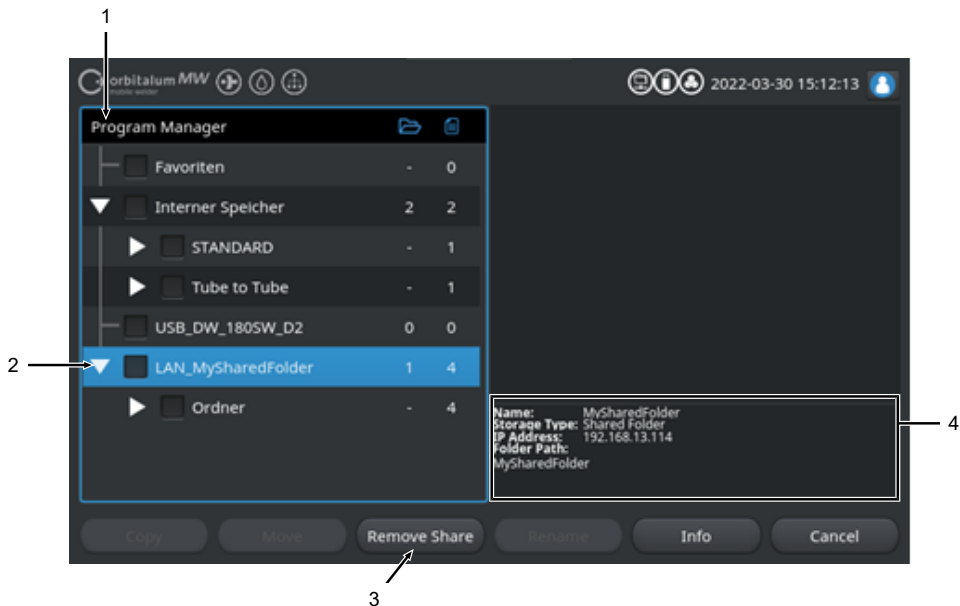 1
orbitalum MW
mobile welder
2022-03-30 15:12:13
Program Manager
Favoriten - 0
Interner Speicher 2 2
STANDARD - 1
Tube to Tube - 1
USB_DW_180SW_D2 0 0
2
LAN_MySharedFolder 1 4
Ordner - 4
Name: MySharedFolder
Storage Type: Shared Folder
IP Address: 192.168.13.114
Folder Path:
MySharedFolder
4
Copy Move Remove Share Rename Info Cancel
3